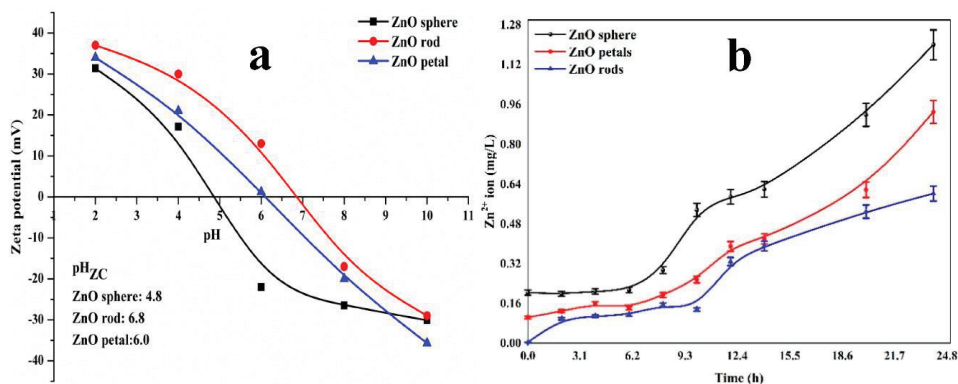 a
ZnO sphere
ZnO rod
ZnO petal
Zeta potential (mV)
40
30
20
10
0
-10
-20
-30
-40
1 2 3 4 5 6 7 8 9 10 11
pH
pHZC
ZnO sphere: 4.8
ZnO rod: 6.8
ZnO petal:6.0
b
ZnO sphere
ZnO petals
ZnO rods
Zn2+ ion (mg/L)
1.28
1.12
0.96
0.80
0.64
0.48
0.32
0.16
0.00
0.0 3.1 6.2 9.3 12.4 15.5 18.6 21.7 24.8
Time (h)